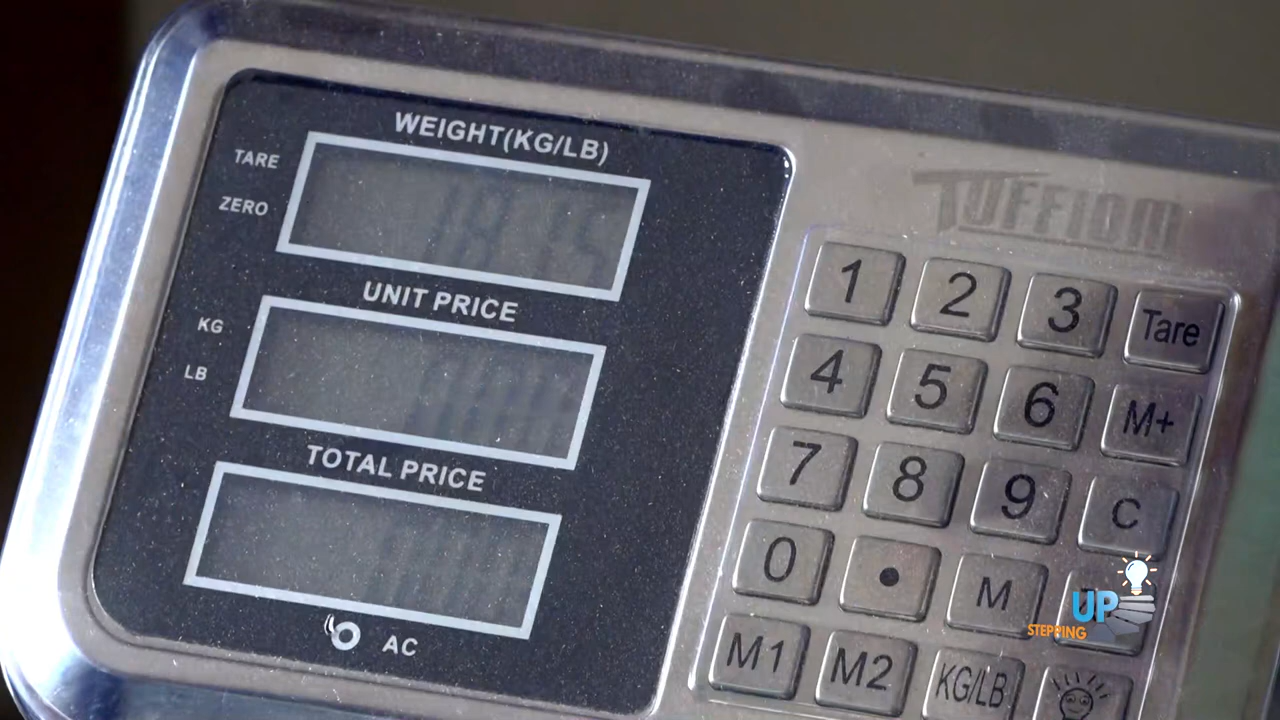 WEIGHT(KG/LB)
TARE
ZERO
UNIT PRICE
KG
LB
TOTAL PRICE
AC
1 2 3 Tare
4 5 6 M+
7 8 9 C
0 • M
M1 M2 KG/LB
UP
STEPPING